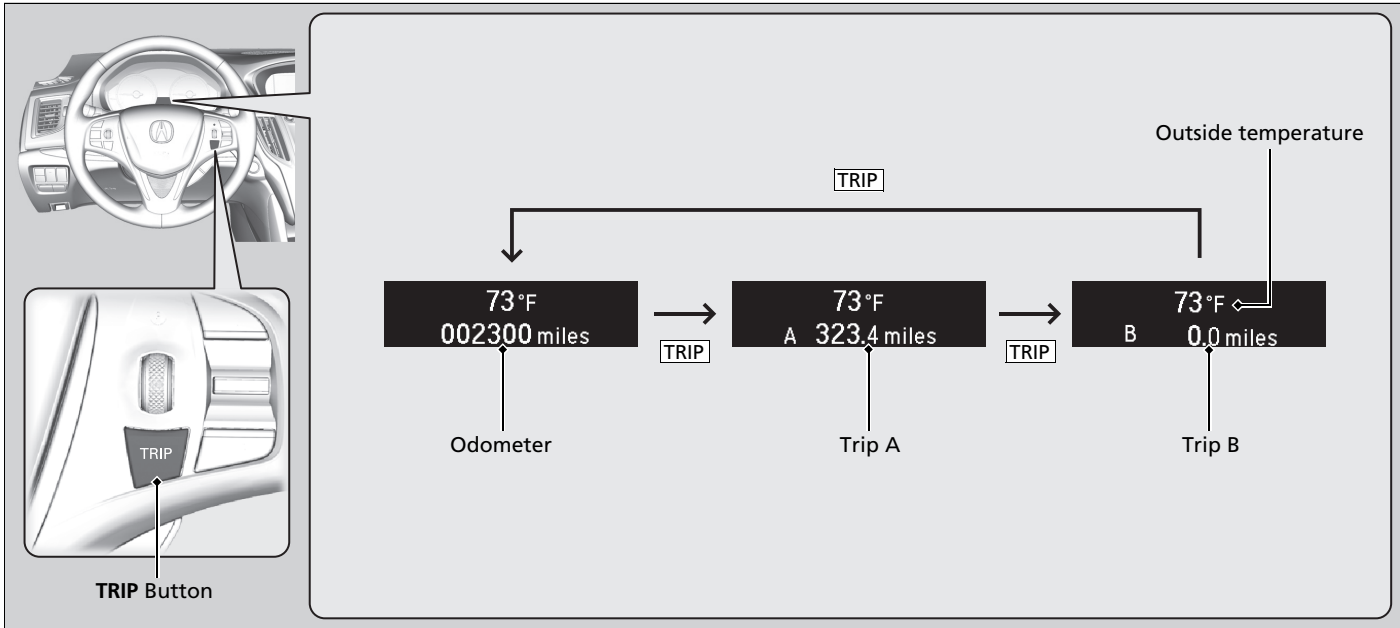 Outside temperature
TRIP
73°F
002300 miles
TRIP
73°F
A 323.4 miles
TRIP
73°F
B 0.0 miles
Odometer
Trip A
Trip B
TRIP
TRIP Button